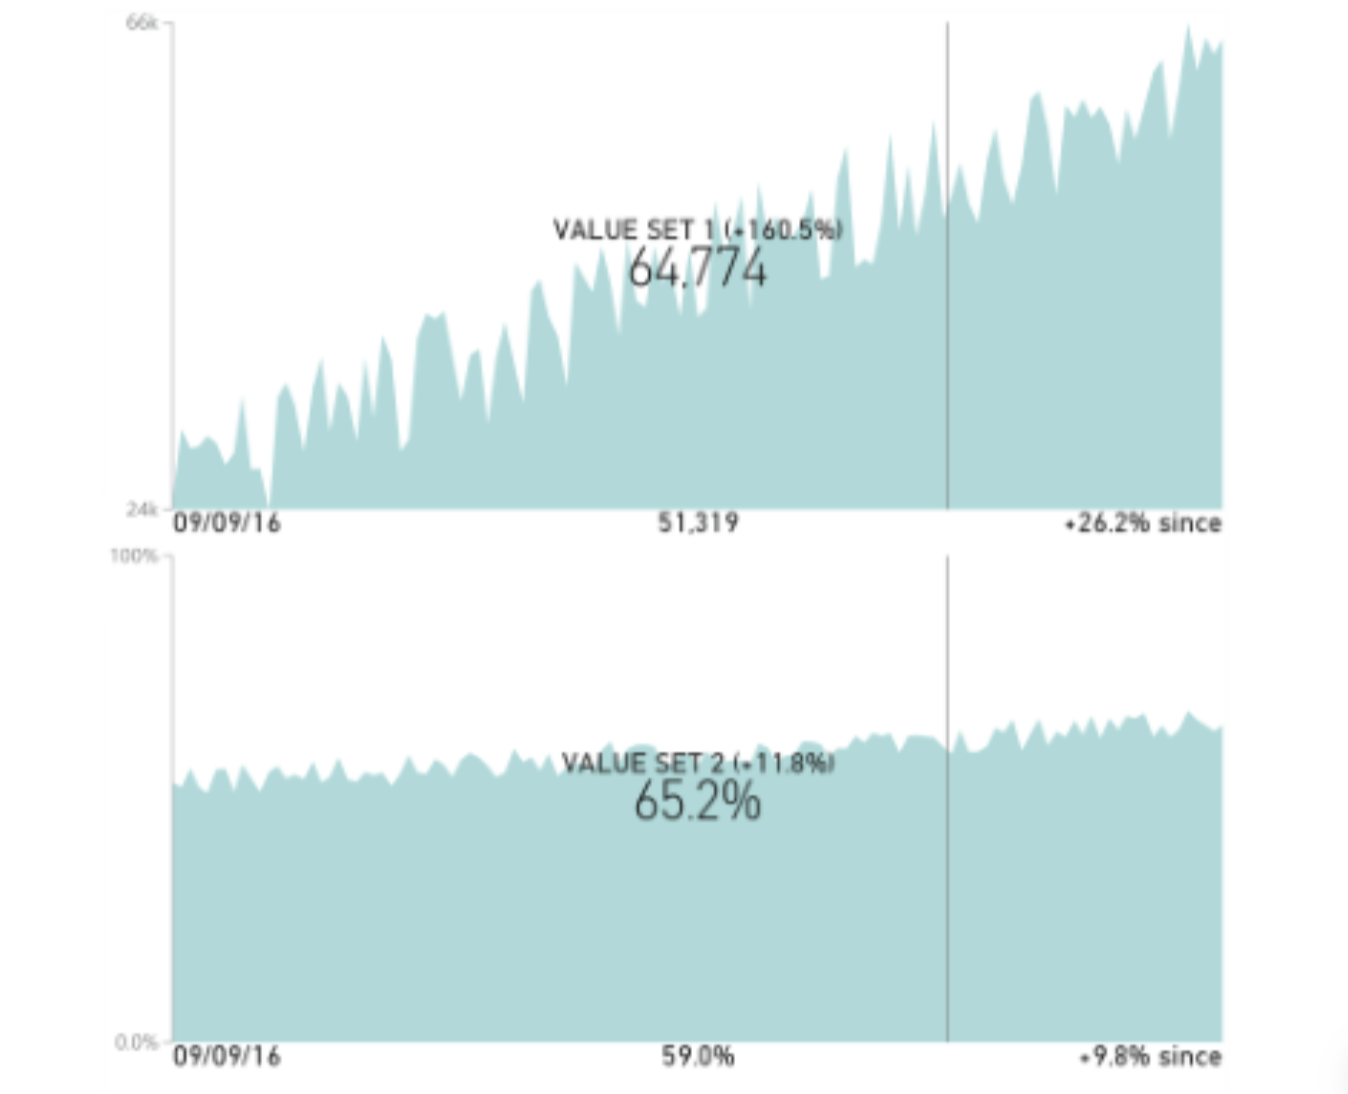 66k
VALUE SET 1 (+160.5%)
64,774
24k
09/09/16 51,319 +26.2% since
100%
VALUE SET 2 (+11.8%)
65.2%
0.0%
09/09/16 59.0% +9.8% since